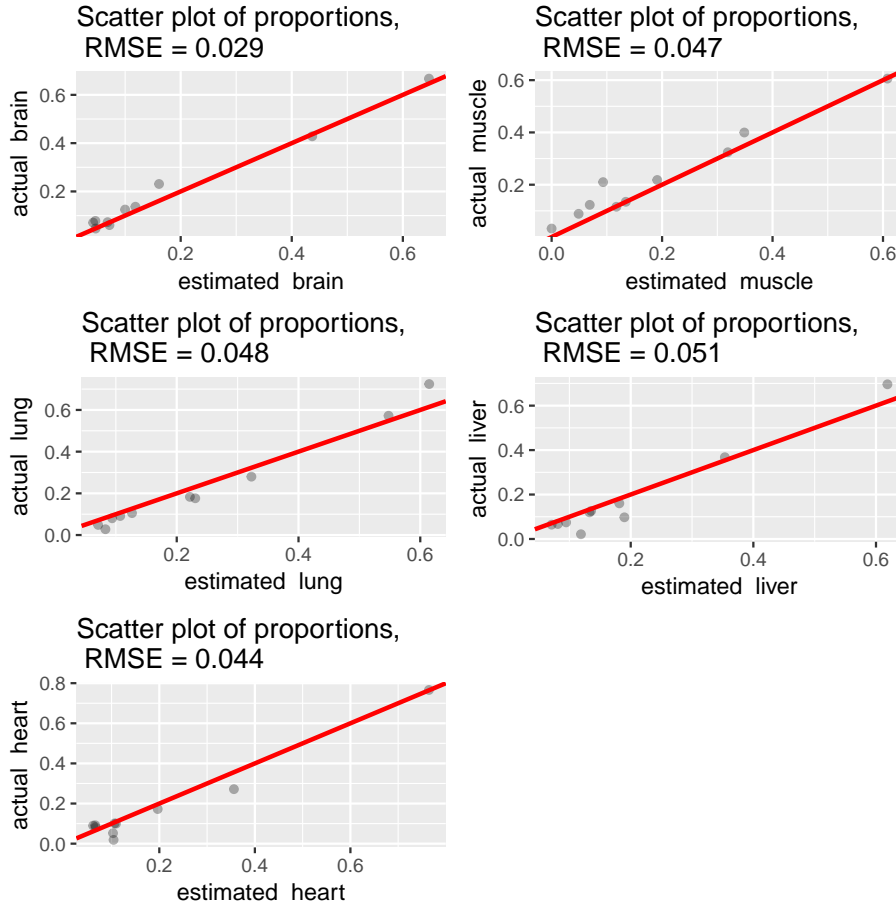 Scatter plot of proportions,
RMSE = 0.029
0.6
0.4
0.2
actual brain
0.2 0.4 0.6
estimated brain
Scatter plot of proportions,
RMSE = 0.047
0.6
0.4
0.2
actual muscle
0.0 0.2 0.4 0.6
estimated muscle
Scatter plot of proportions,
RMSE = 0.048
0.6
0.4
0.2
0.0
actual lung
0.2 0.4 0.6
estimated lung
Scatter plot of proportions,
RMSE = 0.051
0.6
0.4
0.2
0.0
actual liver
0.2 0.4 0.6
estimated liver
Scatter plot of proportions,
RMSE = 0.044
0.8
0.6
0.4
0.2
0.0
actual heart
0.2 0.4 0.6
estimated heart